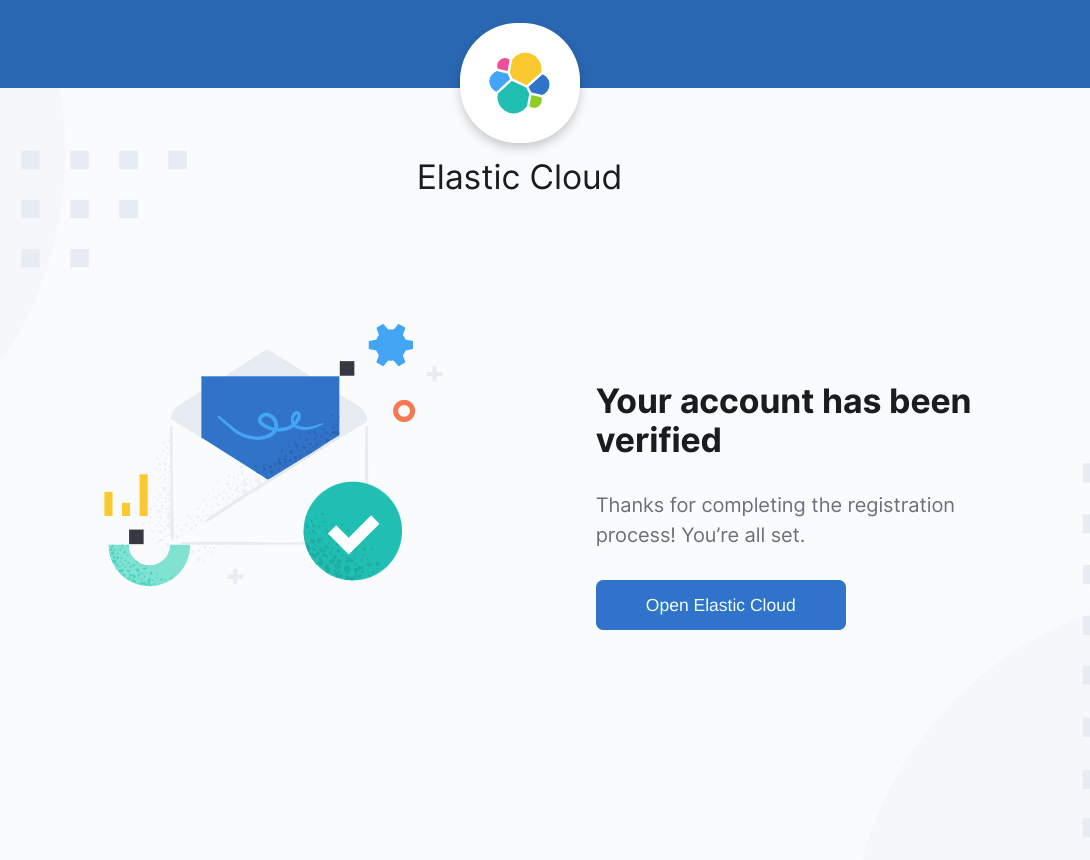 Elastic Cloud
Your account has been
verified
Thanks for completing the registration
process! You’re all set.
Open Elastic Cloud